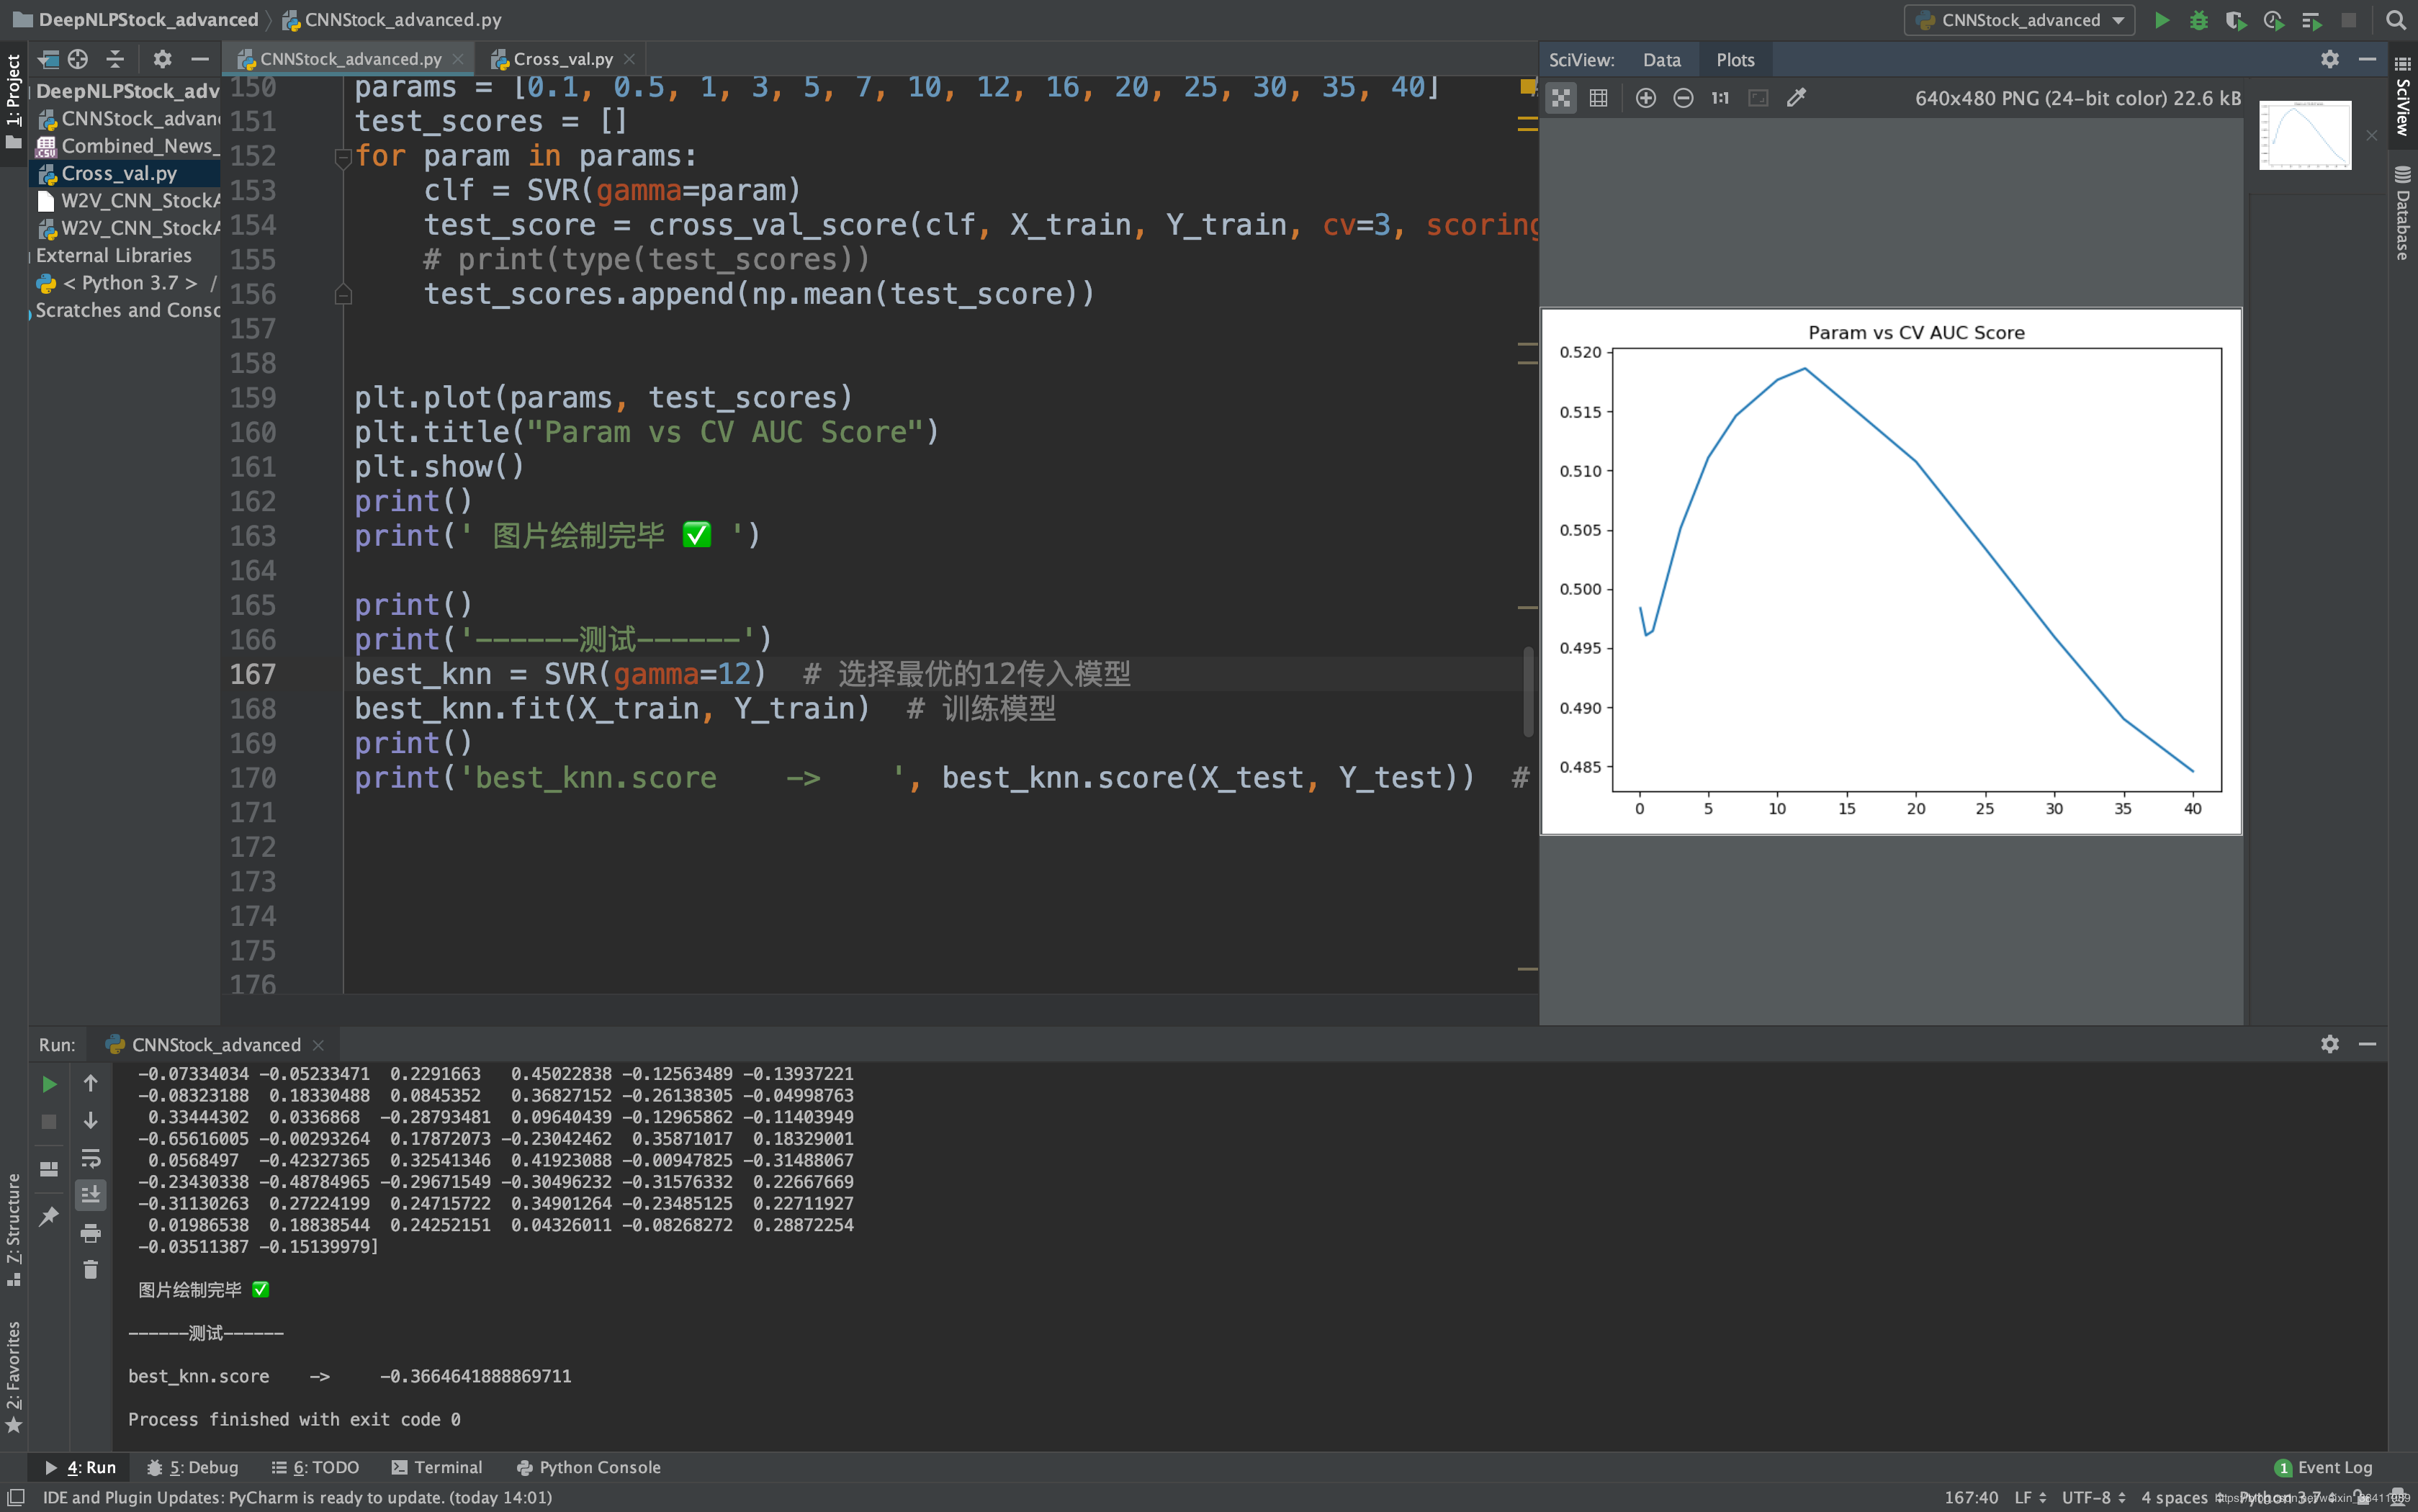 DeepNLPStock_advanced
CNNStock_advanced.py
CNNStock_advanced
1: Project
CNNStock_advanced.py
Cross_val.py
SciView:
Data
Plots
DeepNLPStock_adv
CNNStock_advan
Combined_News_
Cross_val.py
W2V_CNN_StockA
W2V_CNN_StockA
External Libraries
< Python 3.7 > /
Scratches and Consc
150 params = [0.1, 0.5, 1, 3, 5, 7, 10, 12, 16, 20, 25, 30, 35, 40]
151 test_scores = []
152 for param in params:
153 clf = SVR(gamma=param)
154 test_score = cross_val_score(clf, X_train, Y_train, cv=3, scoring
155 # print(type(test_scores))
156 test_scores.append(np.mean(test_score))
157
158
159 plt.plot(params, test_scores)
160 plt.title("Param vs CV AUC Score")
161 plt.show()
162 print()
163 print(' 图片绘制完毕 ✅ ')
164
165 print()
166 print('------测试------')
167 best_knn = SVR(gamma=12) # 选择最优的12传入模型
168 best_knn.fit(X_train, Y_train) # 训练模型
169 print()
170 print('best_knn.score -> ', best_knn.score(X_test, Y_test)) #
171
172
173
174
175
176
1:1
640x480 PNG (24-bit color) 22.6 kB
SciView
Database
Param vs CV AUC Score
0.520
0.515
0.510
0.505
0.500
0.495
0.490
0.485
0 5 10 15 20 25 30 35 40
Run:
CNNStock_advanced
-0.07334034 -0.05233471 0.2291663 0.45022838 -0.12563489 -0.13937221
-0.08323188 0.18330488 0.0845352 0.36827152 -0.26138305 -0.04998763
0.33444302 0.0336868 -0.28793481 0.09640439 -0.12965862 -0.11403949
-0.65616005 -0.00293264 0.17872073 -0.23042462 0.35871017 0.18329001
0.0568497 -0.42327365 0.32541346 0.41923088 -0.00947825 -0.31488067
-0.23430338 -0.48784965 -0.29671549 -0.30496232 -0.31576332 0.22667669
-0.31130263 0.27224199 0.24715722 0.34901264 -0.23485125 0.22711927
0.01986538 0.18838544 0.24252151 0.04326011 -0.08268272 0.28872254
-0.03511387 -0.15139979]
图片绘制完毕 ✅
------测试------
best_knn.score -> -0.3664641888869711
Process finished with exit code 0
Z: Structure
2: Favorites
4: Run
5: Debug
6: TODO
Terminal
Python Console
1 Event Log
IDE and Plugin Updates: PyCharm is ready to update. (today 14:01)
167:40
LF
UTF-8
4 spaces
Python 3.7